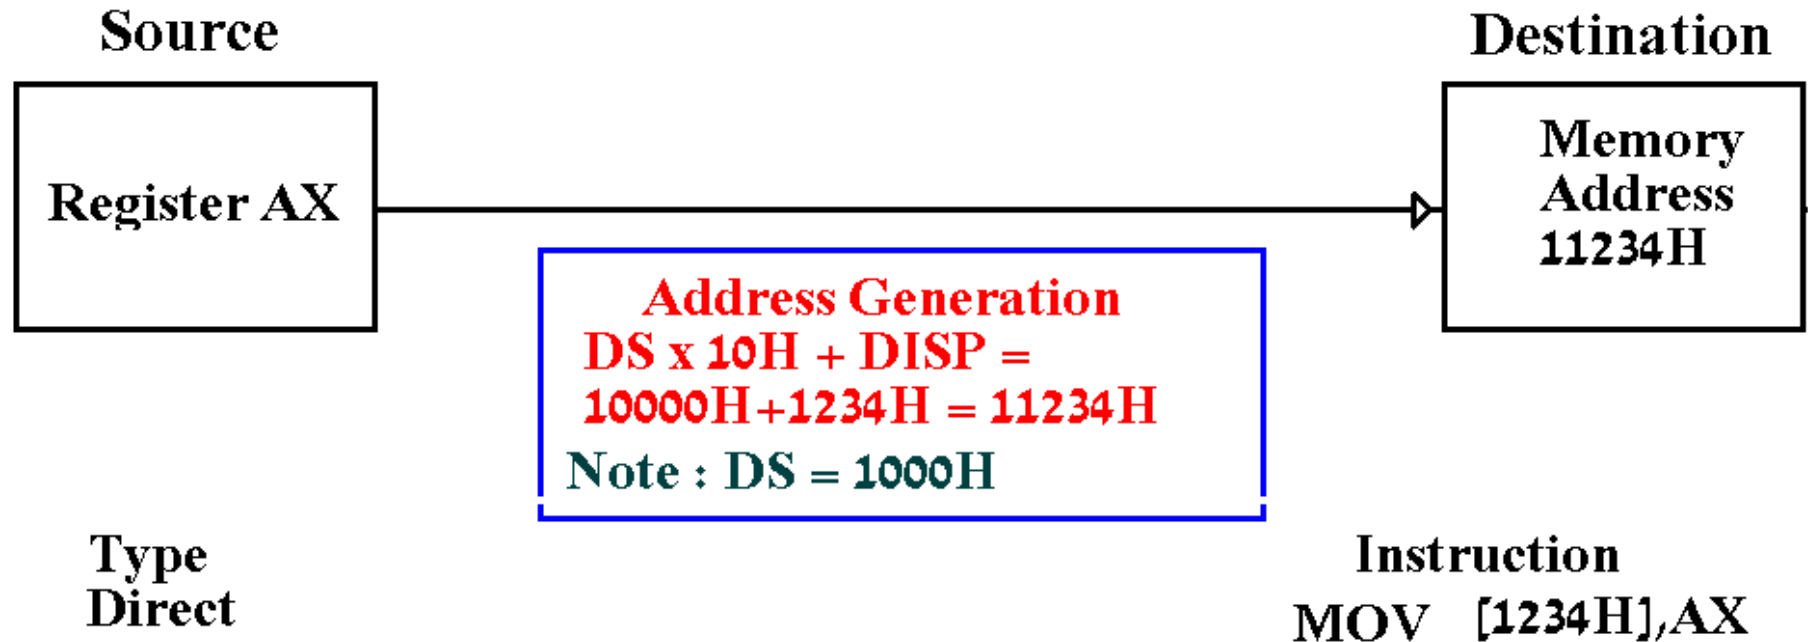 Source
Destination
Register AX
Memory
Address
11234H
Address Generation
DS x 10H + DISP =
10000H+1234H = 11234H
Note : DS = 1000H
Type
Direct
Instruction
MOV [1234H],AX